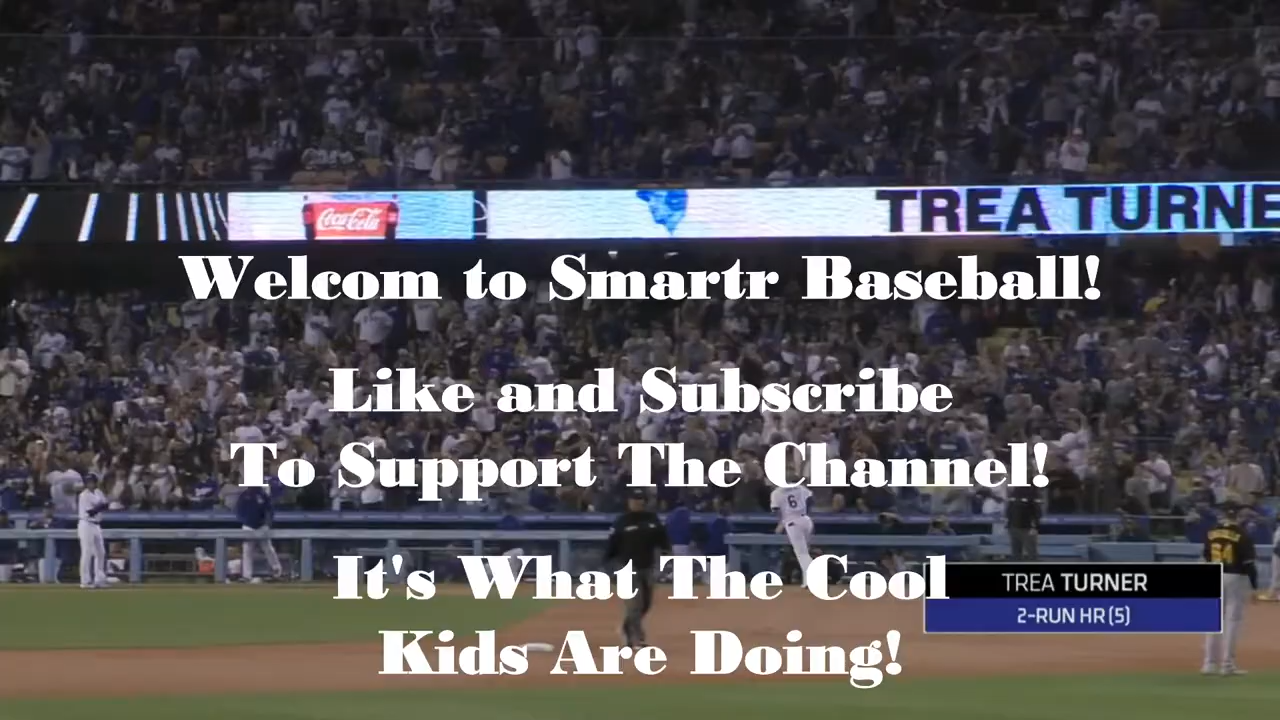 Coca-Cola
TREA TURNE
Welcom to Smartr Baseball!
Like and Subscribe
To Support The Channel!
6
It's What The Cool
TREA TURNER
2-RUN HR (5)
64
Kids Are Doing!